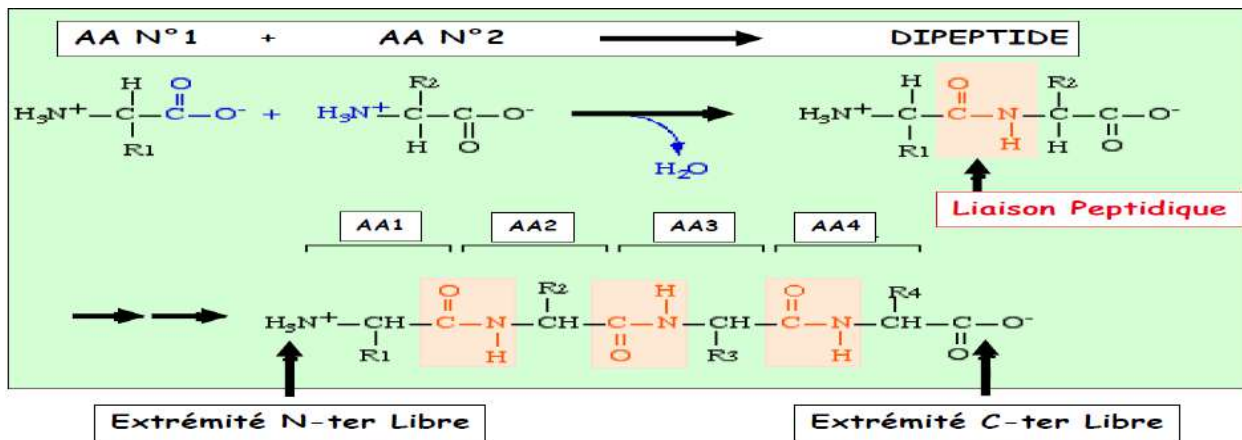 AA N°1 + AA N°2 DIPEPTIDE
H O R2 H O R2
H₃N⁺ C C O⁻ + H₃N⁺ C C O⁻ H₃N⁺ C C N C C O⁻
R1 H O R1 H H O
H₂O
Liaison Peptidique
AA1 AA2 AA3 AA4
O R2 H O R4
H₃N⁺ CH C N CH C N CH C N CH C O⁻
R1 H O R3 H O
Extrémité N-ter Libre Extrémité C-ter Libre